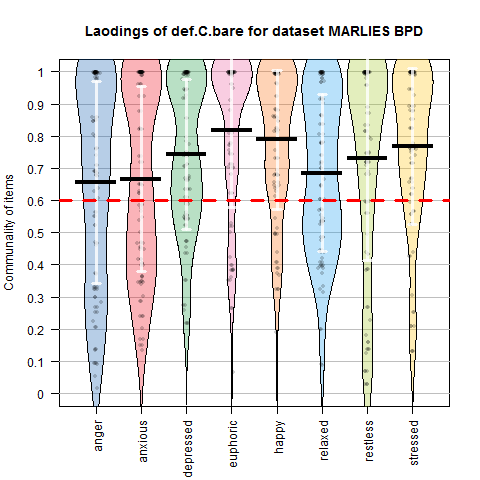 Laodings of def.C.bare for dataset MARLIES BPD
Communality of items
1
0.9
0.8
0.7
0.6
0.5
0.4
0.3
0.2
0.1
0
anger
anxious
depressed
euphoric
happy
relaxed
restless
stressed